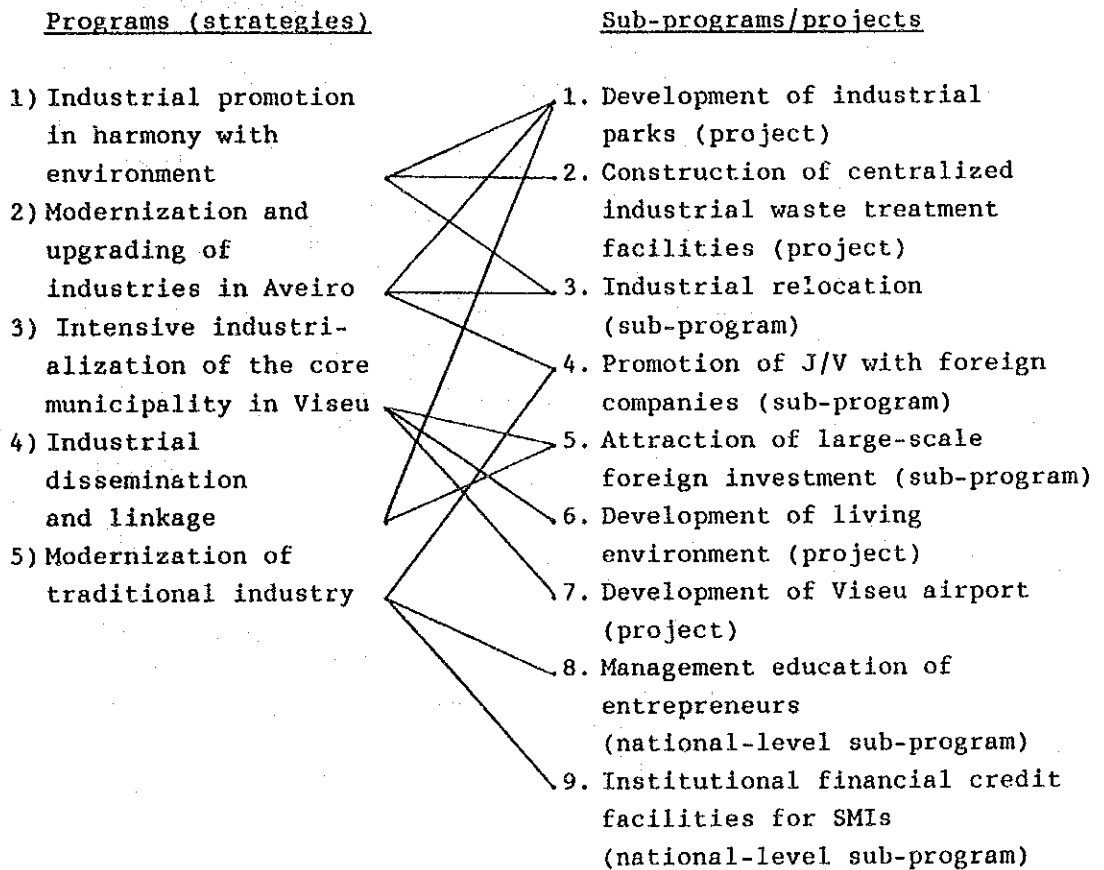 Programs (strategies)
1) Industrial promotion
in harmony with
environment
2) Modernization and
upgrading of
industries in Aveiro
3) Intensive industri-
alization of the core
municipality in Viseu
4) Industrial
dissemination
and linkage
5) Modernization of
traditional industry
Sub-programs/projects
1. Development of industrial
parks (project)
2. Construction of centralized
industrial waste treatment
facilities (project)
3. Industrial relocation
(sub-program)
4. Promotion of J/V with foreign
companies (sub-program)
5. Attraction of large-scale
foreign investment (sub-program)
6. Development of living
environment (project)
7. Development of Viseu airport
(project)
8. Management education of
entrepreneurs
(national-level sub-program)
9. Institutional financial credit
facilities for SMIs
(national-level sub-program)